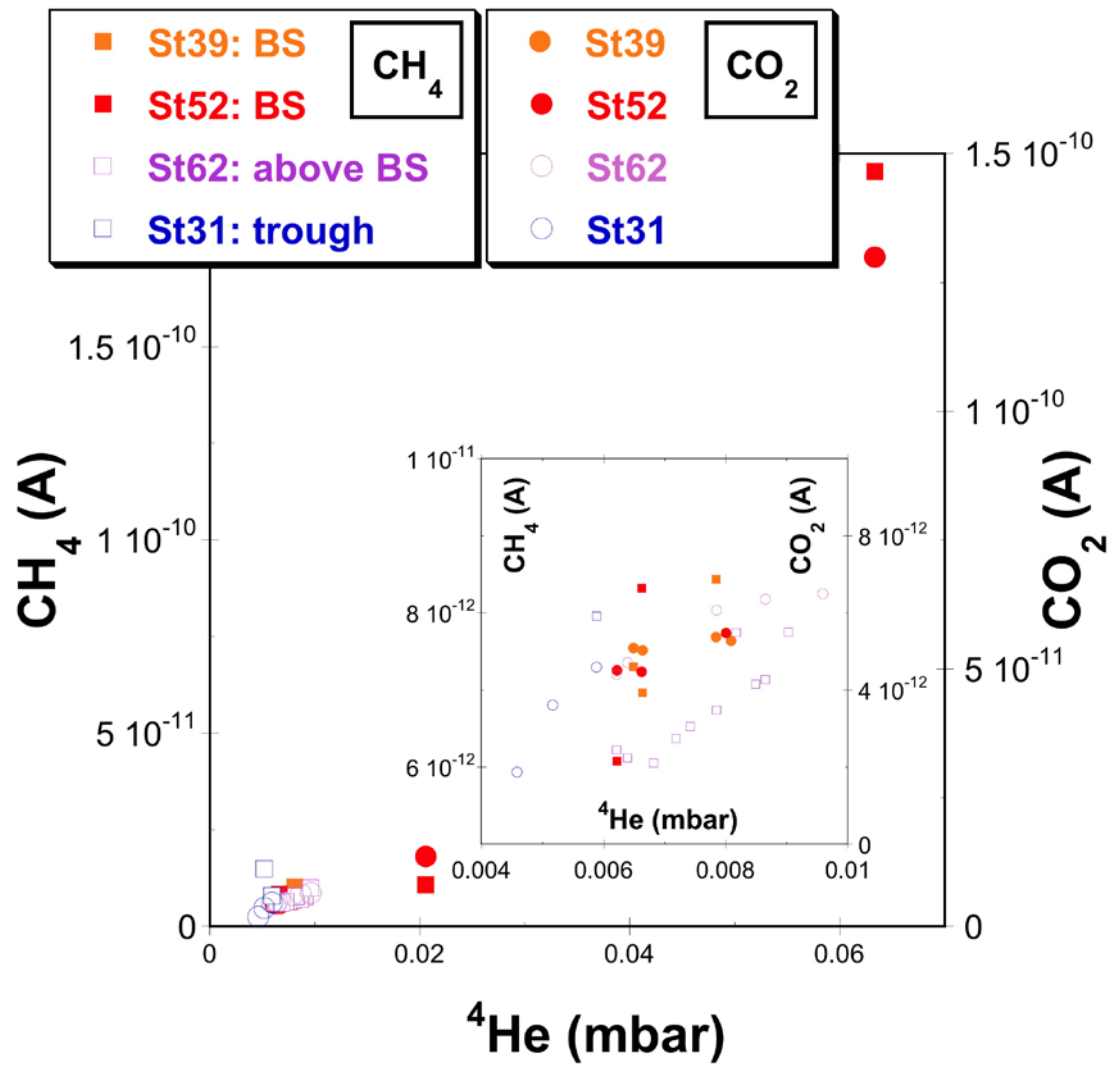 St39: BS
CH4
St52: BS
St62: above BS
St31: trough
St39
CO2
St52
St62
St31
1.5 10-10
1.5 10-10
1 10-10
1 10-10
5 10-11
5 10-11
0
0
CH4 (A)
CO2 (A)
1 10-11
8 10-12
6 10-12
CH4 (A)
CO2 (A)
8 10-12
4 10-12
0
4He (mbar)
0.004
0.006
0.008
0.01
0
0.02
0.04
0.06
4He (mbar)